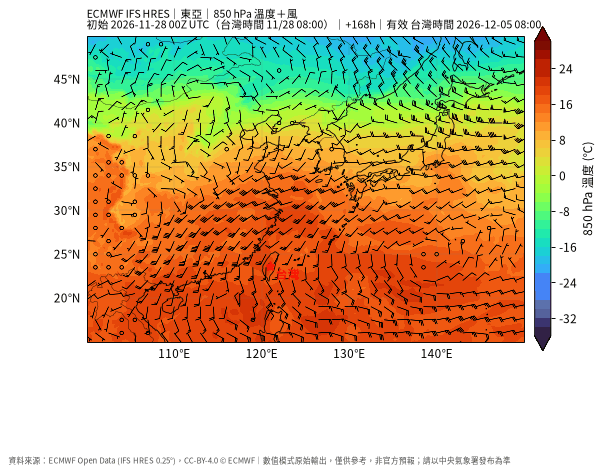 ECMWF IFS HRES｜東亞｜850 hPa 溫度＋風
初始 2026-11-28 00Z UTC（台灣時間 11/28 08:00）｜+168h｜有效 台灣時間 2026-12-05 08:00
45°N
40°N
35°N
30°N
25°N
20°N
110°E
120°E
130°E
140°E
台灣
24
16
8
0
-8
-16
-24
-32
850 hPa 溫度 (°C)
資料來源：ECMWF Open Data (IFS HRES 0.25°)，CC-BY-4.0 © ECMWF｜數值模式原始輸出，僅供參考，非官方預報；請以中央氣象署發布為準